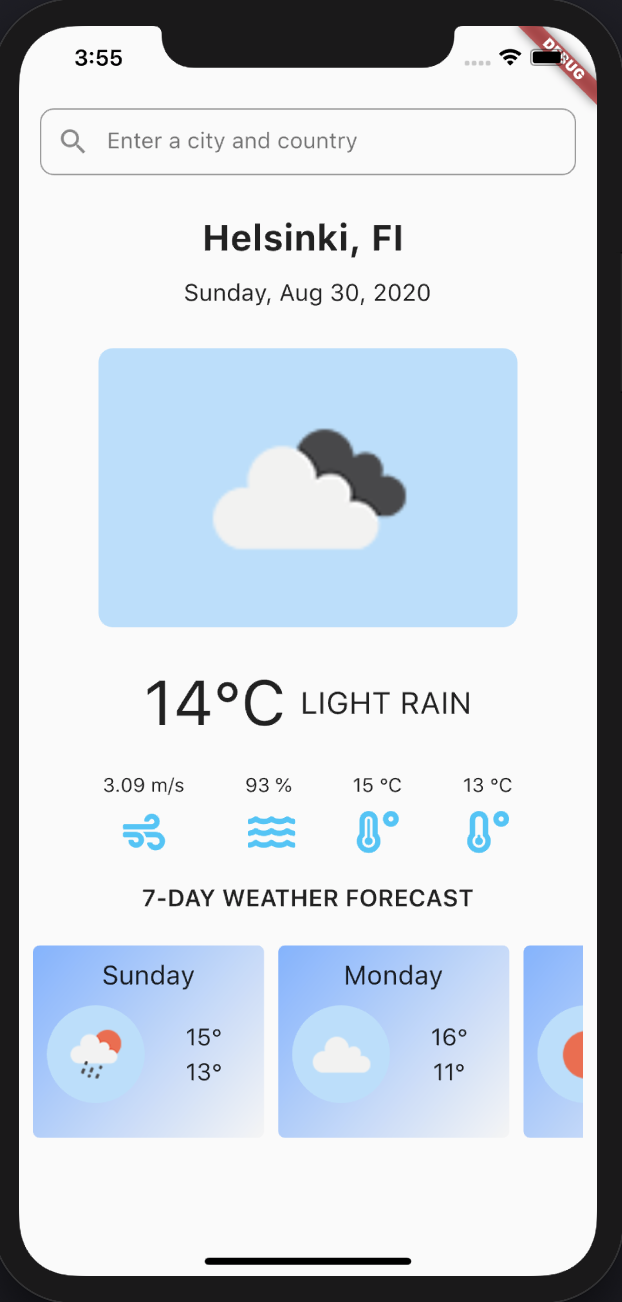 3:55
DEBUG
Enter a city and country
Helsinki, FI
Sunday, Aug 30, 2020
14°C LIGHT RAIN
3.09 m/s 93 % 15 °C 13 °C
7-DAY WEATHER FORECAST
Sunday Monday
15° 16°
13° 11°